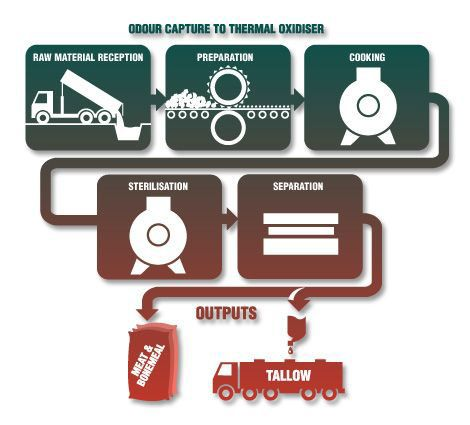 ODOUR CAPTURE TO THERMAL OXIDISER
RAW MATERIAL RECEPTION
PREPARATION
COOKING
STERILISATION
SEPARATION
OUTPUTS
MEAT &
BONEMEAL
TALLOW